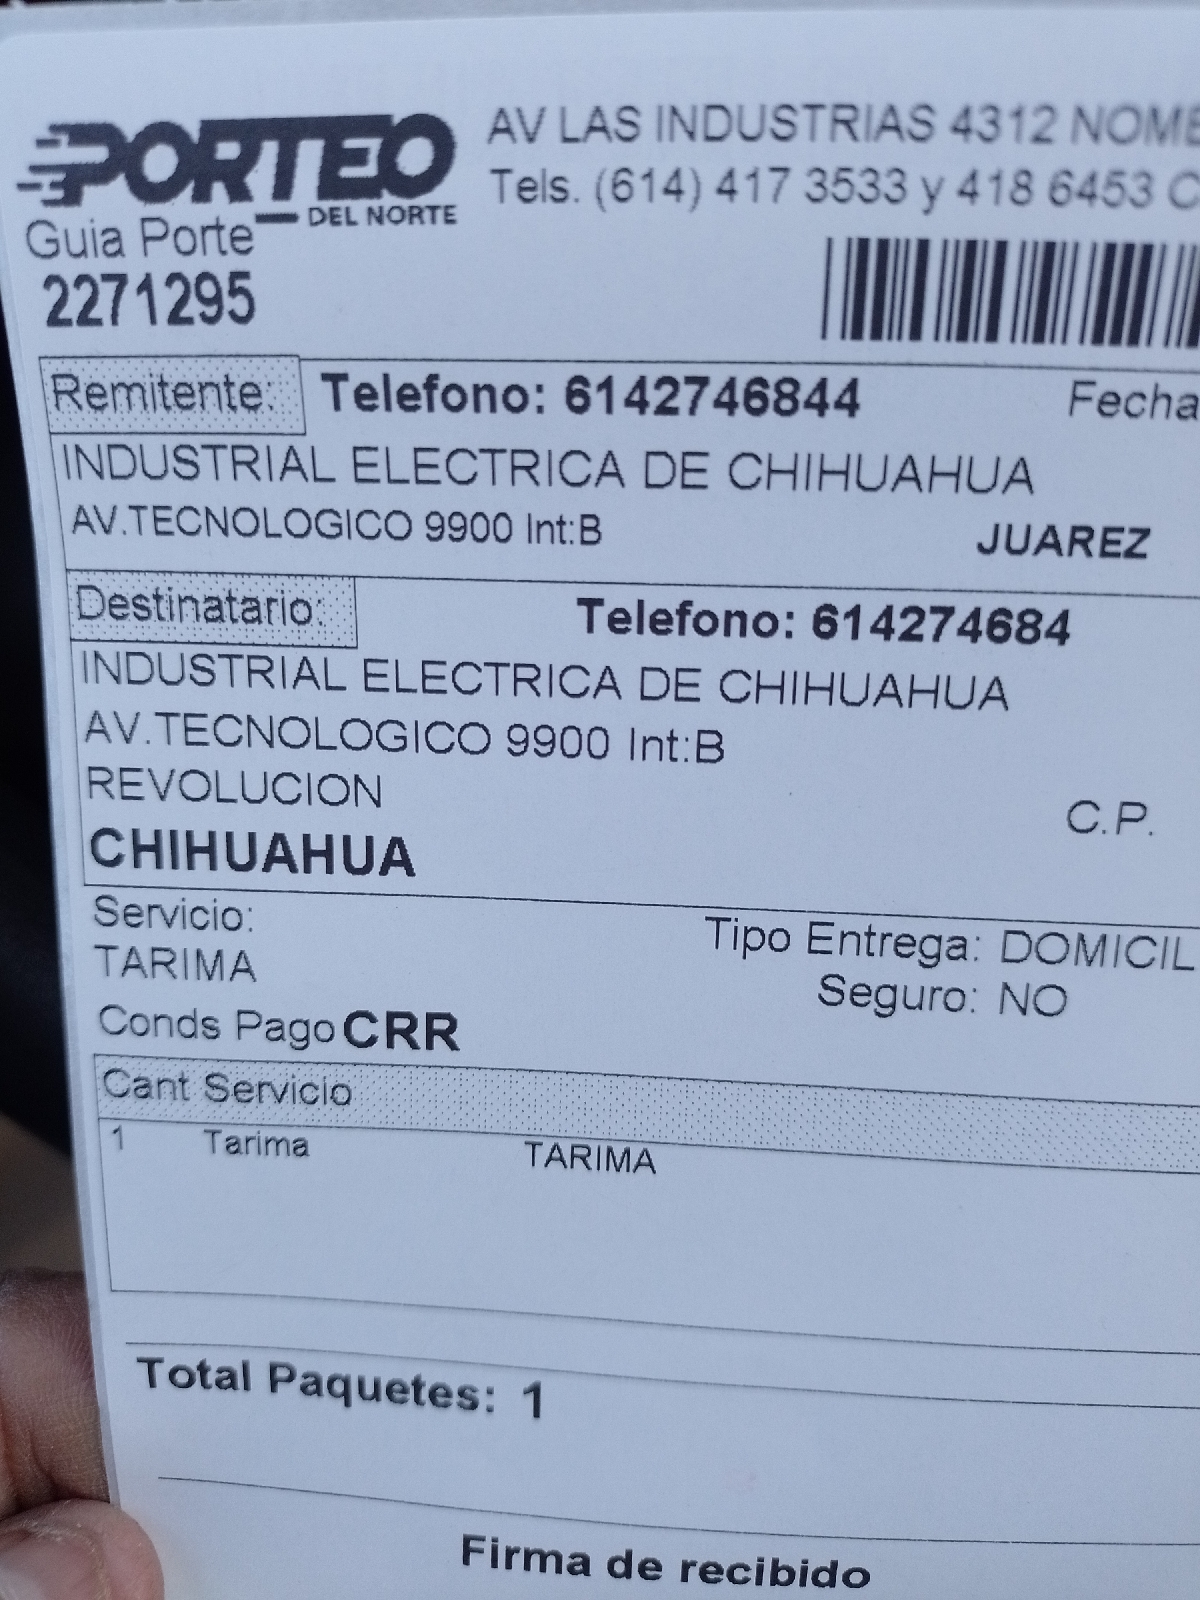 PORTEO
DEL NORTE
AV LAS INDUSTRIAS 4312 NOMB
Tels. (614) 417 3533 y 418 6453 C
Guia Porte
2271295
Remitente: Telefono: 6142746844 Fecha
INDUSTRIAL ELECTRICA DE CHIHUAHUA
AV.TECNOLOGICO 9900 Int:B JUAREZ
Destinatario: Telefono: 614274684
INDUSTRIAL ELECTRICA DE CHIHUAHUA
AV.TECNOLOGICO 9900 Int:B
REVOLUCION C.P.
CHIHUAHUA
Servicio: Tipo Entrega: DOMICIL
TARIMA Seguro: NO
Conds Pago CRR
Cant Servicio
1 Tarima TARIMA
Total Paquetes: 1
Firma de recibido